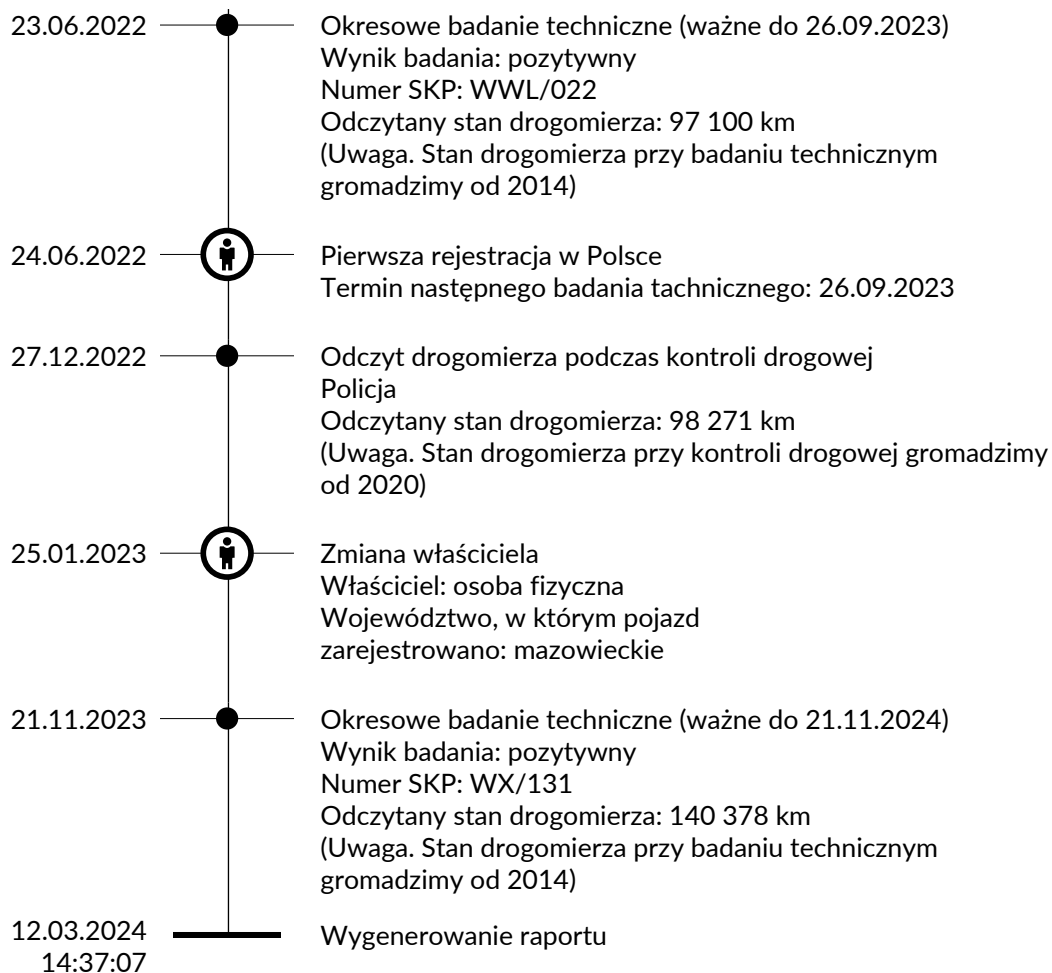 23.06.2022
Okresowe badanie techniczne (ważne do 26.09.2023)
Wynik badania: pozytywny
Numer SKP: WWL/022
Odczytany stan drogomierza: 97 100 km
(Uwaga. Stan drogomierza przy badaniu technicznym
gromadzimy od 2014)
24.06.2022
Pierwsza rejestracja w Polsce
Termin następnego badania tachnicznego: 26.09.2023
27.12.2022
Odczyt drogomierza podczas kontroli drogowej
Policja
Odczytany stan drogomierza: 98 271 km
(Uwaga. Stan drogomierza przy kontroli drogowej gromadzimy
od 2020)
25.01.2023
Zmiana właściciela
Właściciel: osoba fizyczna
Województwo, w którym pojazd
zarejestrowano: mazowieckie
21.11.2023
Okresowe badanie techniczne (ważne do 21.11.2024)
Wynik badania: pozytywny
Numer SKP: WX/131
Odczytany stan drogomierza: 140 378 km
(Uwaga. Stan drogomierza przy badaniu technicznym
gromadzimy od 2014)
12.03.2024
14:37:07
Wygenerowanie raportu